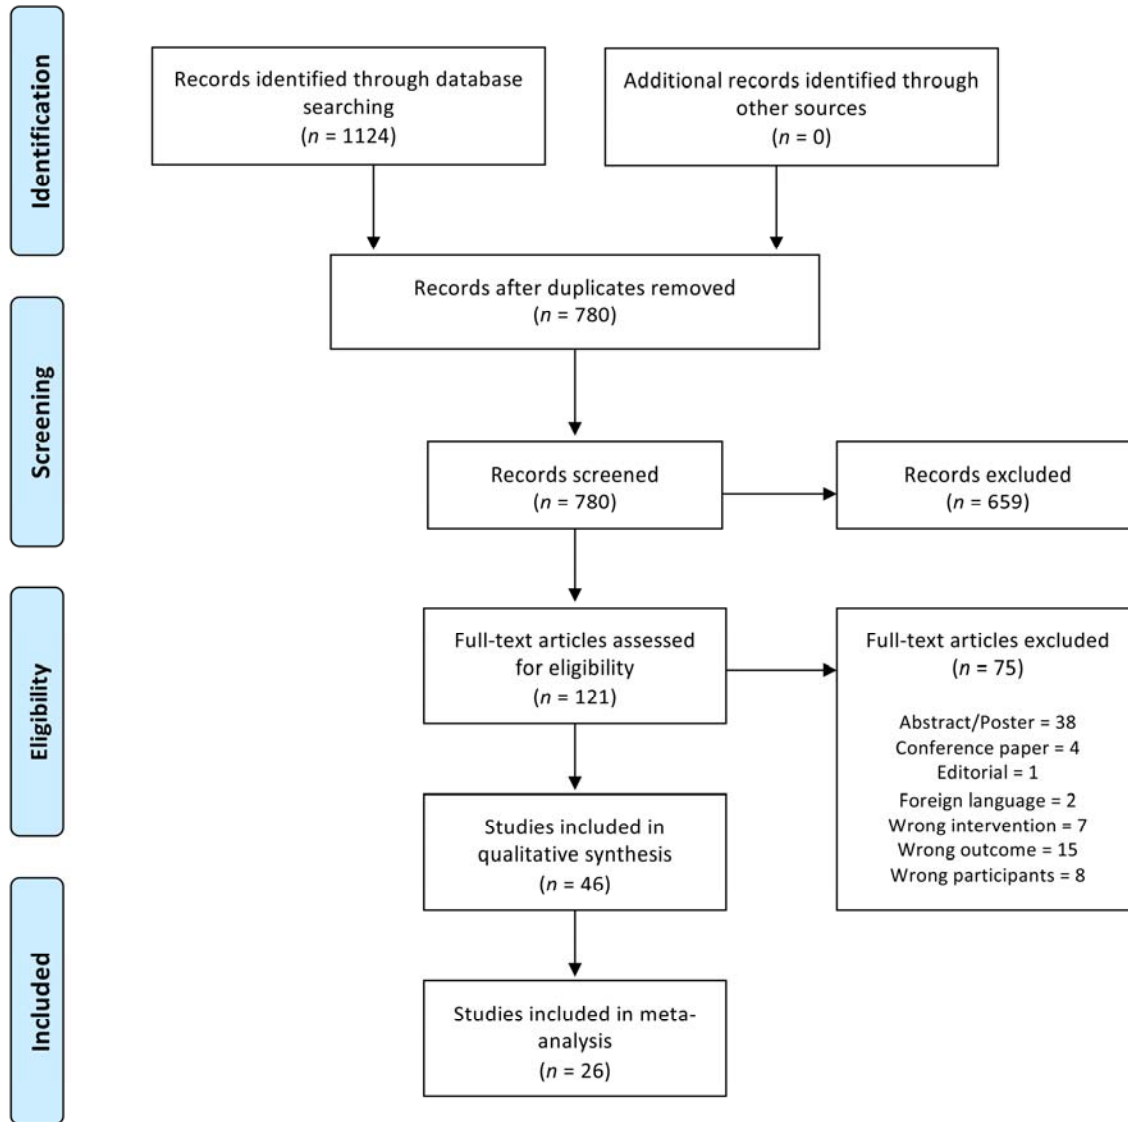 Identification
Records identified through database
searching
(n = 1124)
Additional records identified through
other sources
(n = 0)
Records after duplicates removed
(n = 780)
Screening
Records screened
(n = 780)
Records excluded
(n = 659)
Eligibility
Full-text articles assessed
for eligibility
(n = 121)
Full-text articles excluded
(n = 75)
Abstract/Poster = 38
Conference paper = 4
Editorial = 1
Foreign language = 2
Wrong intervention = 7
Wrong outcome = 15
Wrong participants = 8
Studies included in
qualitative synthesis
(n = 46)
Included
Studies included in meta-
analysis
(n = 26)